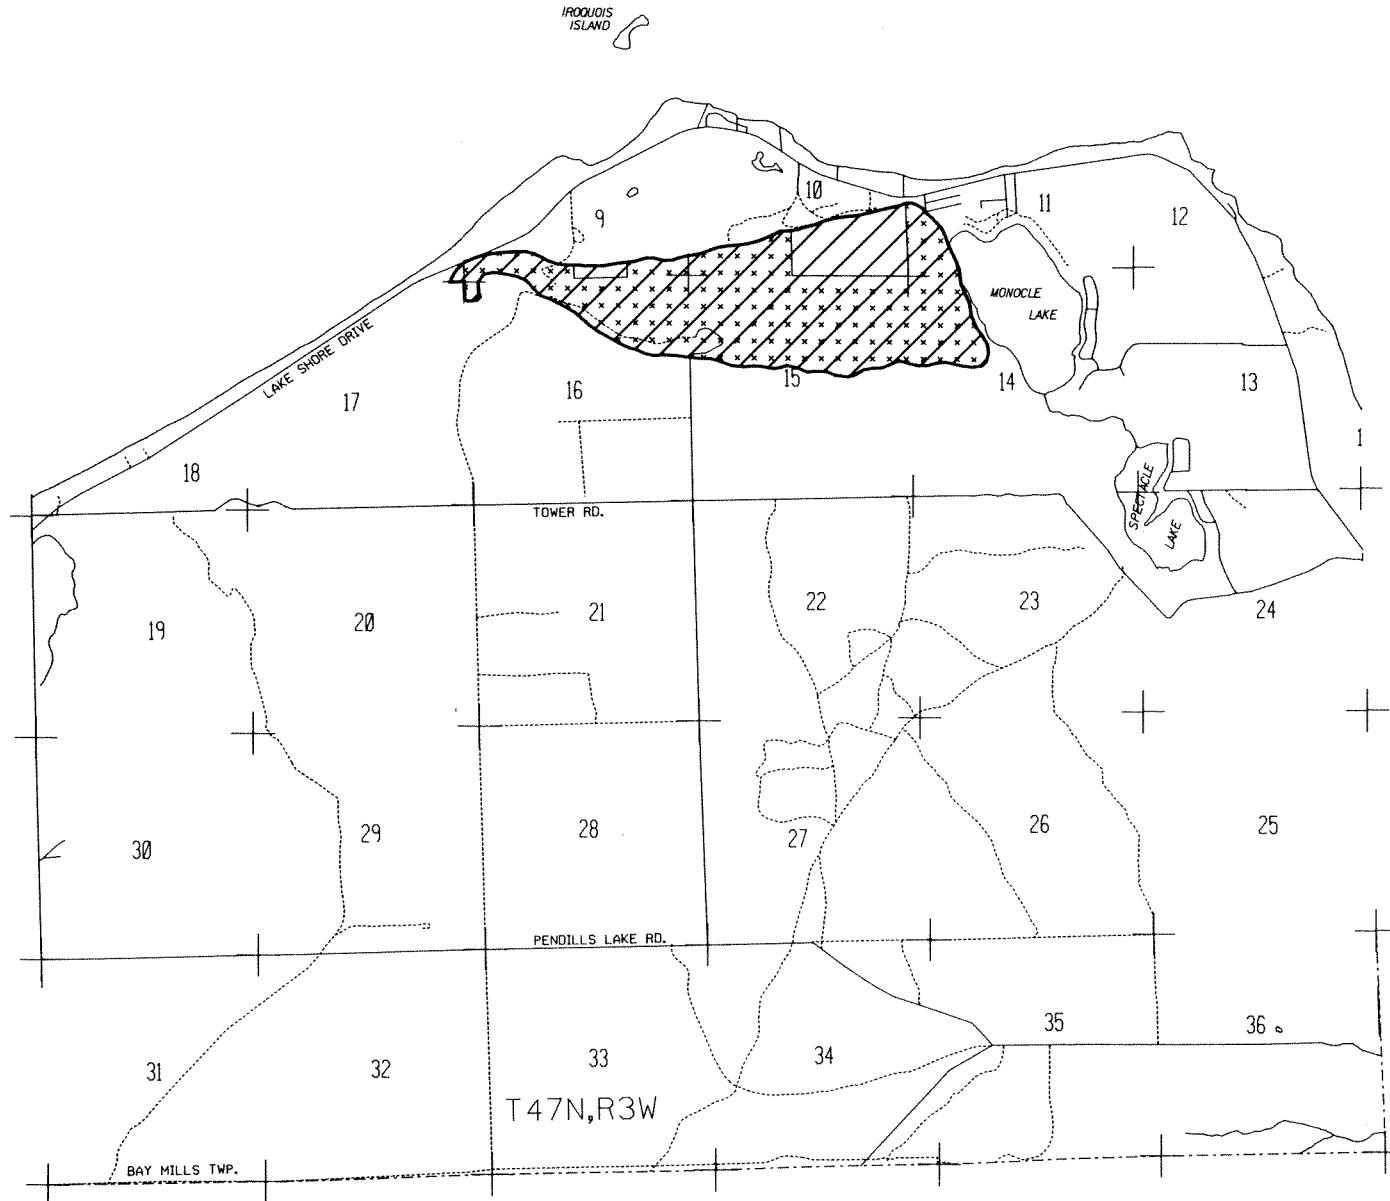 IROQUOIS
ISLAND
10
9
11
12
MONOCLE
LAKE
LAKE SHORE DRIVE
17
16
15
14
13
1
18
SPECTACLE
LAKE
TOWER RD.
19
20
21
22
23
24
30
29
28
27
26
25
PENDILLS LAKE RD.
31
32
33
34
35
36
T47N,R3W
BAY MILLS TWP.